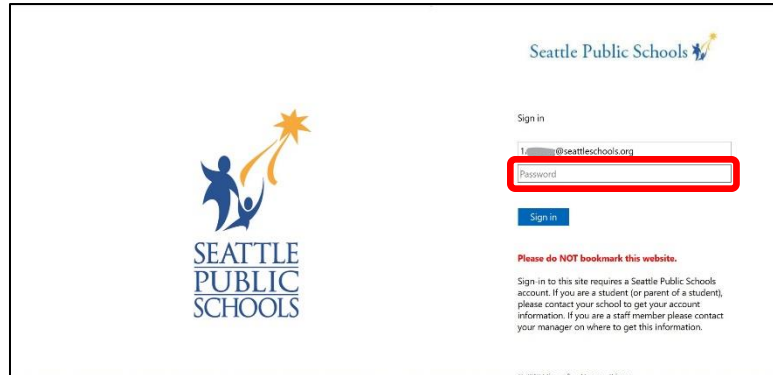 SEATTLE
PUBLIC
SCHOOLS
Seattle Public Schools
Sign in
@seattleschools.org
Password
Sign in
Please do NOT bookmark this website.
Sign-in to this site requires a Seattle Public Schools
account. If you are a student (or parent of a student),
please contact your school to get your account
information. If you are a staff member please contact
your manager on where to get this information.